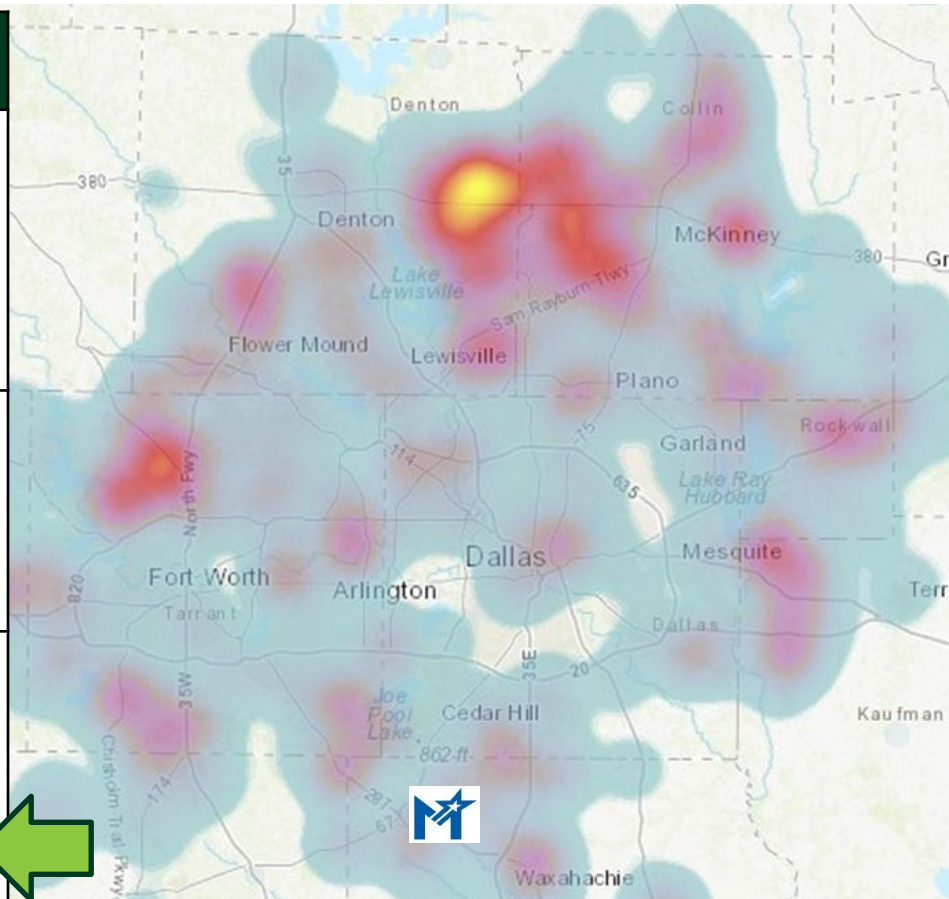 Denton
Collin
35
380
Denton
McKinney
380
Gr
Lake
Lewisville
Sam Rayburn Tlwy
Flower Mound
Lewisville
Plano
Rockwall
75
Garland
114
North Fwy
635
Lake Ray
Hubbard
Dallas
Mesquite
Fort Worth
820
Arlington
Terr
Tarrant
Dallas
35E
20
35W
Joe
Pool
Lake
Cedar Hill
Kaufman
862 ft
Chisholm Trail Pkwy
174
287
67
M
Waxahachie